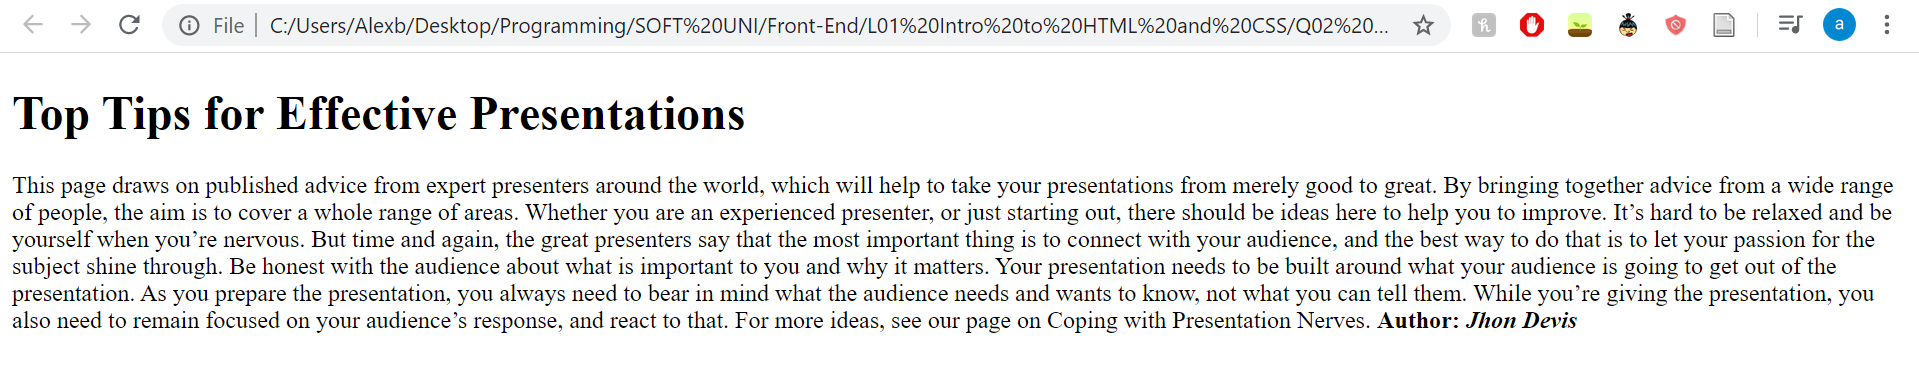 File C:/Users/Alexb/Desktop/Programming/SOFT%20UNI/Front-End/L01%20Intro%20to%20HTML%20and%20CSS/Q02%20... a
Top Tips for Effective Presentations
This page draws on published advice from expert presenters around the world, which will help to take your presentations from merely good to great. By bringing together advice from a wide range
of people, the aim is to cover a whole range of areas. Whether you are an experienced presenter, or just starting out, there should be ideas here to help you to improve. It’s hard to be relaxed and be
yourself when you’re nervous. But time and again, the great presenters say that the most important thing is to connect with your audience, and the best way to do that is to let your passion for the
subject shine through. Be honest with the audience about what is important to you and why it matters. Your presentation needs to be built around what your audience is going to get out of the
presentation. As you prepare the presentation, you always need to bear in mind what the audience needs and wants to know, not what you can tell them. While you’re giving the presentation, you
also need to remain focused on your audience’s response, and react to that. For more ideas, see our page on Coping with Presentation Nerves. Author: Jhon Devis